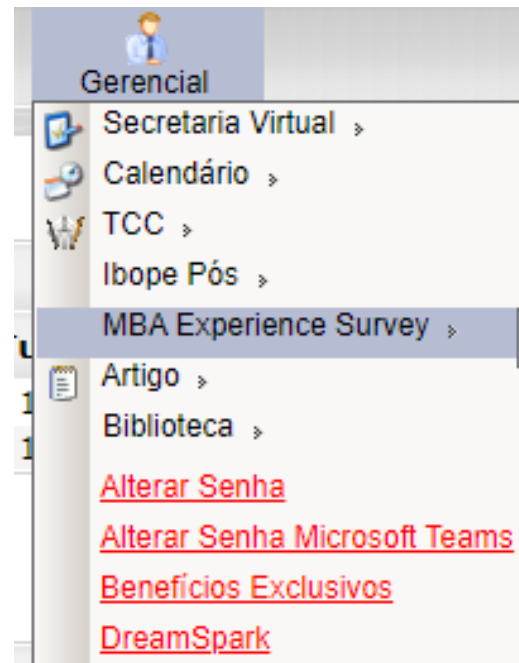 Gerencial
Secretaria Virtual
Calendário
TCC
Ibope Pós
MBA Experience Survey
Artigo
Biblioteca
Alterar Senha
Alterar Senha Microsoft Teams
Benefícios Exclusivos
DreamSpark